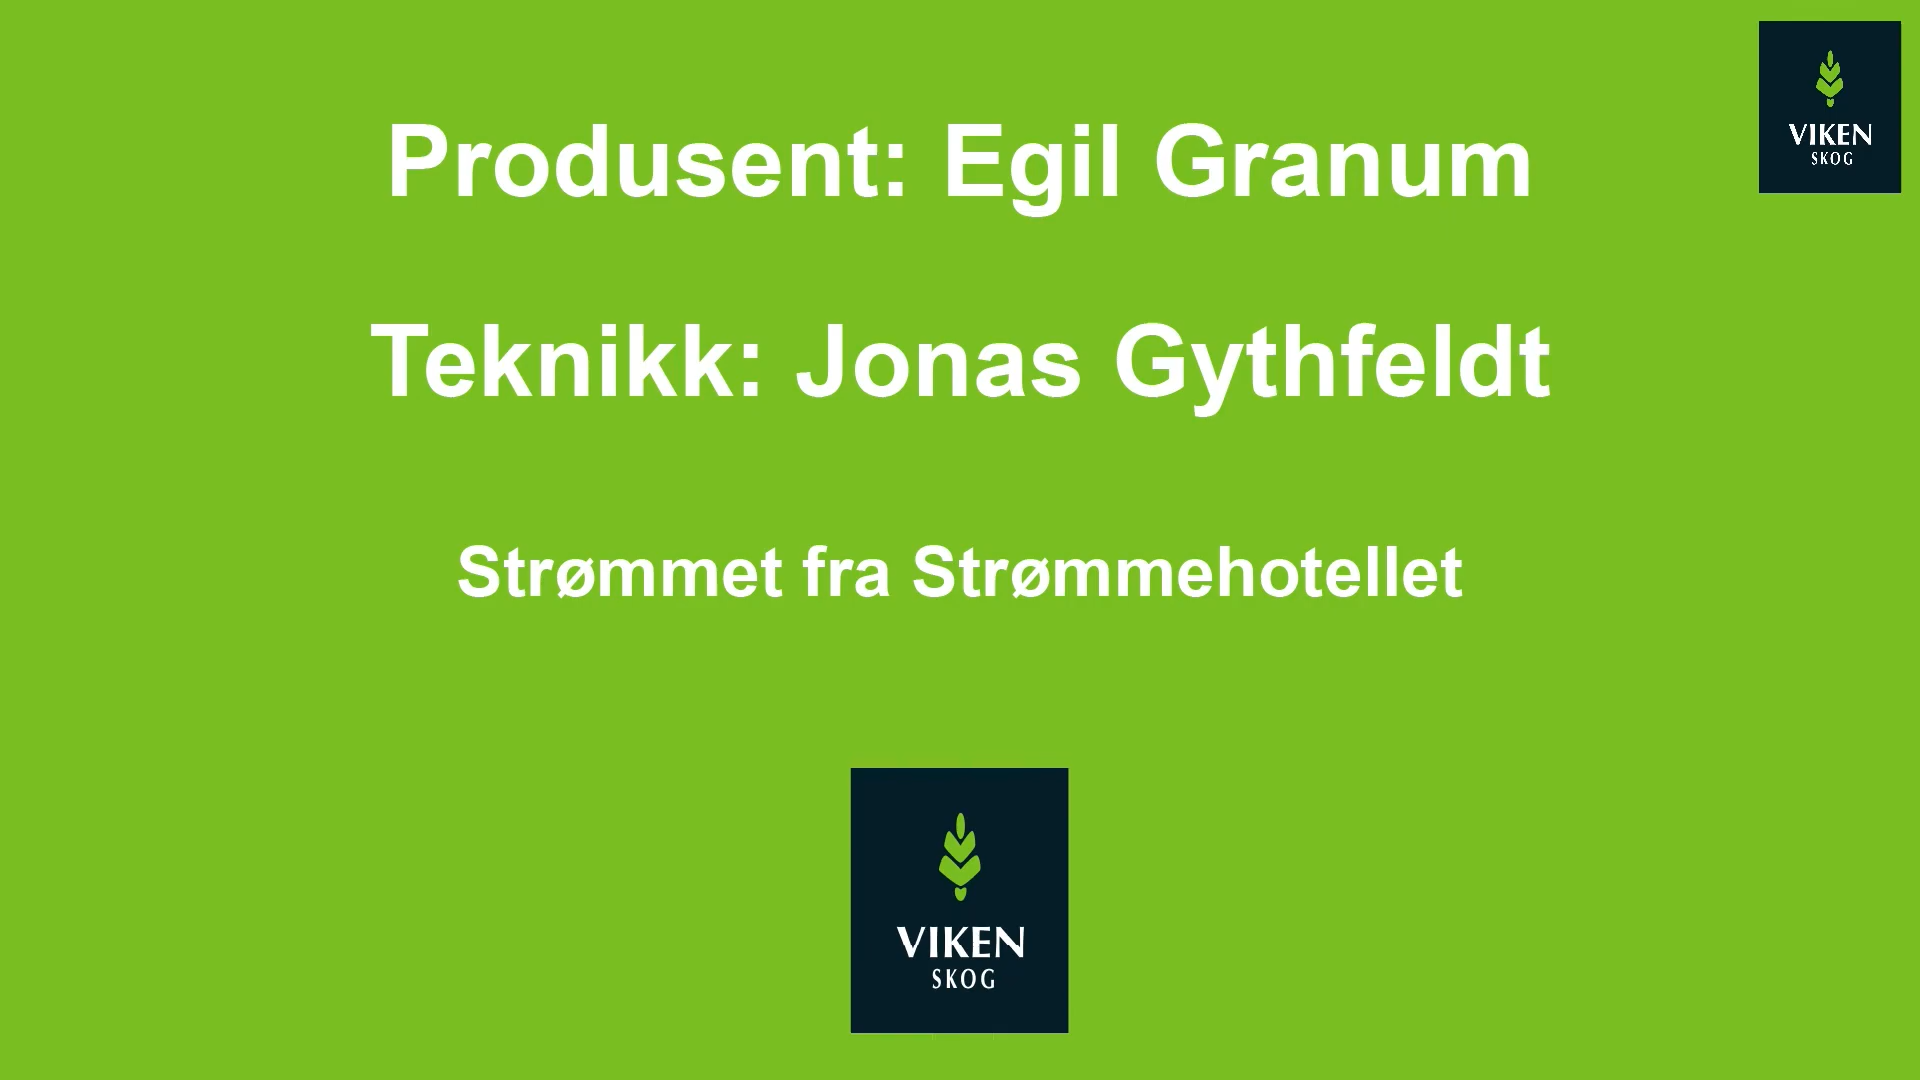 VIKEN
SKOG
Produsent: Egil Granum
Teknikk: Jonas Gythfeldt
Strømmet fra Strømmehotellet
VIKEN
SKOG